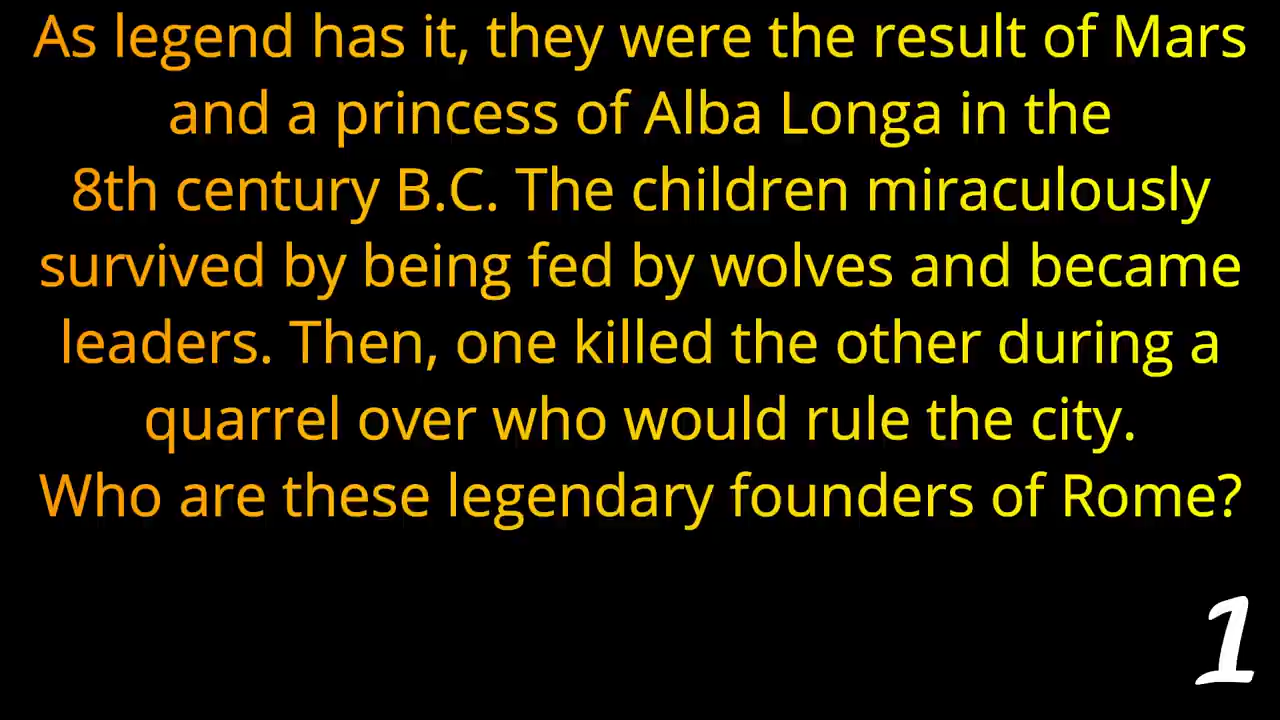 As legend has it, they were the result of Mars
and a princess of Alba Longa in the
8th century B.C. The children miraculously
survived by being fed by wolves and became
leaders. Then, one killed the other during a
quarrel over who would rule the city.
Who are these legendary founders of Rome?
1